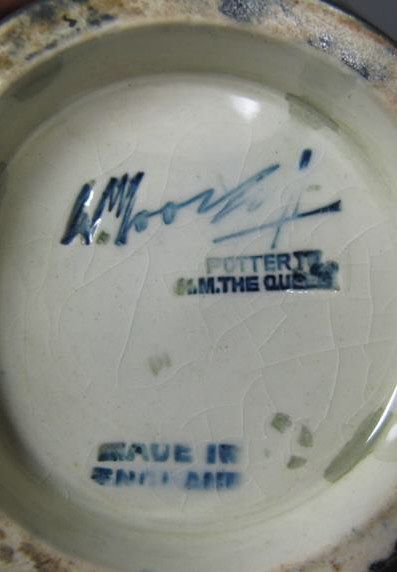 W. Moorcroft
POTTER TO
H.M. THE QUEEN
MADE IN
ENGLAND